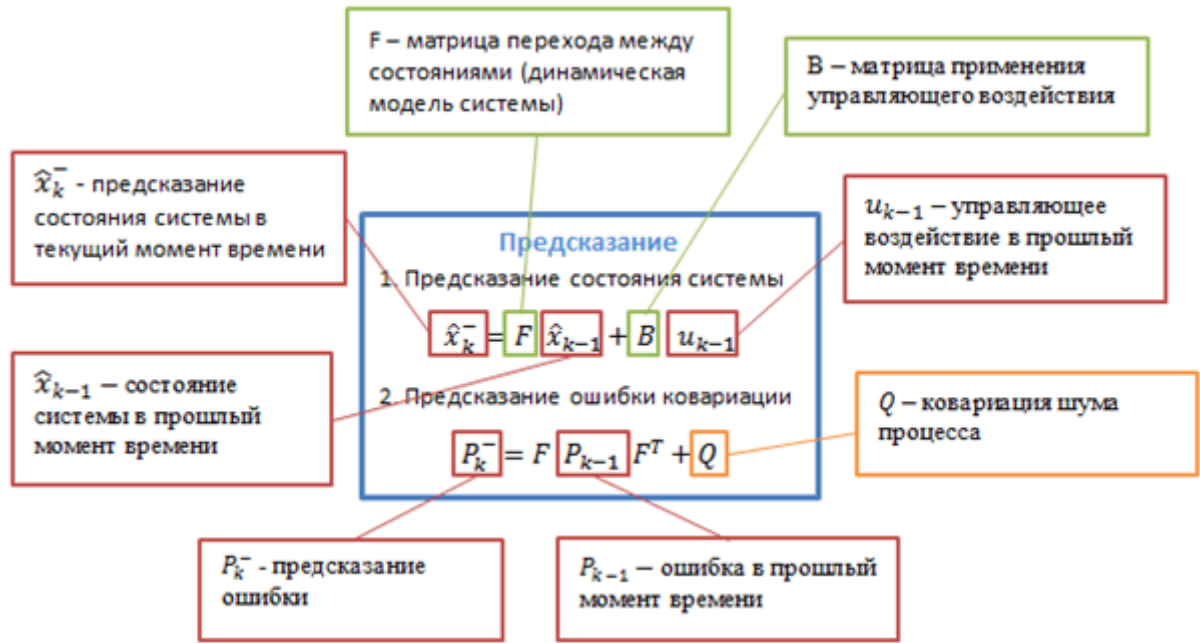 F – матрица перехода между
состояниями (динамическая
модель системы)
B – матрица применения
управляющего воздействия
x̂ₖ⁻ - предсказание
состояния системы в
текущий момент времени
uₖ₋₁ – управляющее
воздействие в прошлый
момент времени
Предсказание
1. Предсказание состояния системы
x̂ₖ⁻ = F x̂ₖ₋₁ + B uₖ₋₁
2. Предсказание ошибки ковариации
Pₖ⁻ = F Pₖ₋₁ Fᵀ + Q
x̂ₖ₋₁ – состояние
системы в прошлый
момент времени
Q – ковариация шума
процесса
Pₖ⁻ - предсказание
ошибки
Pₖ₋₁ – ошибка в прошлый
момент времени